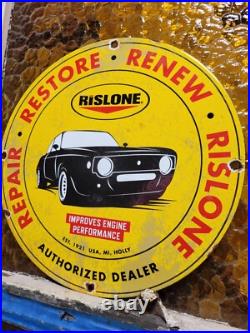 REPAIR · RESTORE · RENEW · RISLONE
RiSLONE
IMPROVES ENGINE
PERFORMANCE
EST. 1921 USA, MI, HOLLY
AUTHORIZED DEALER